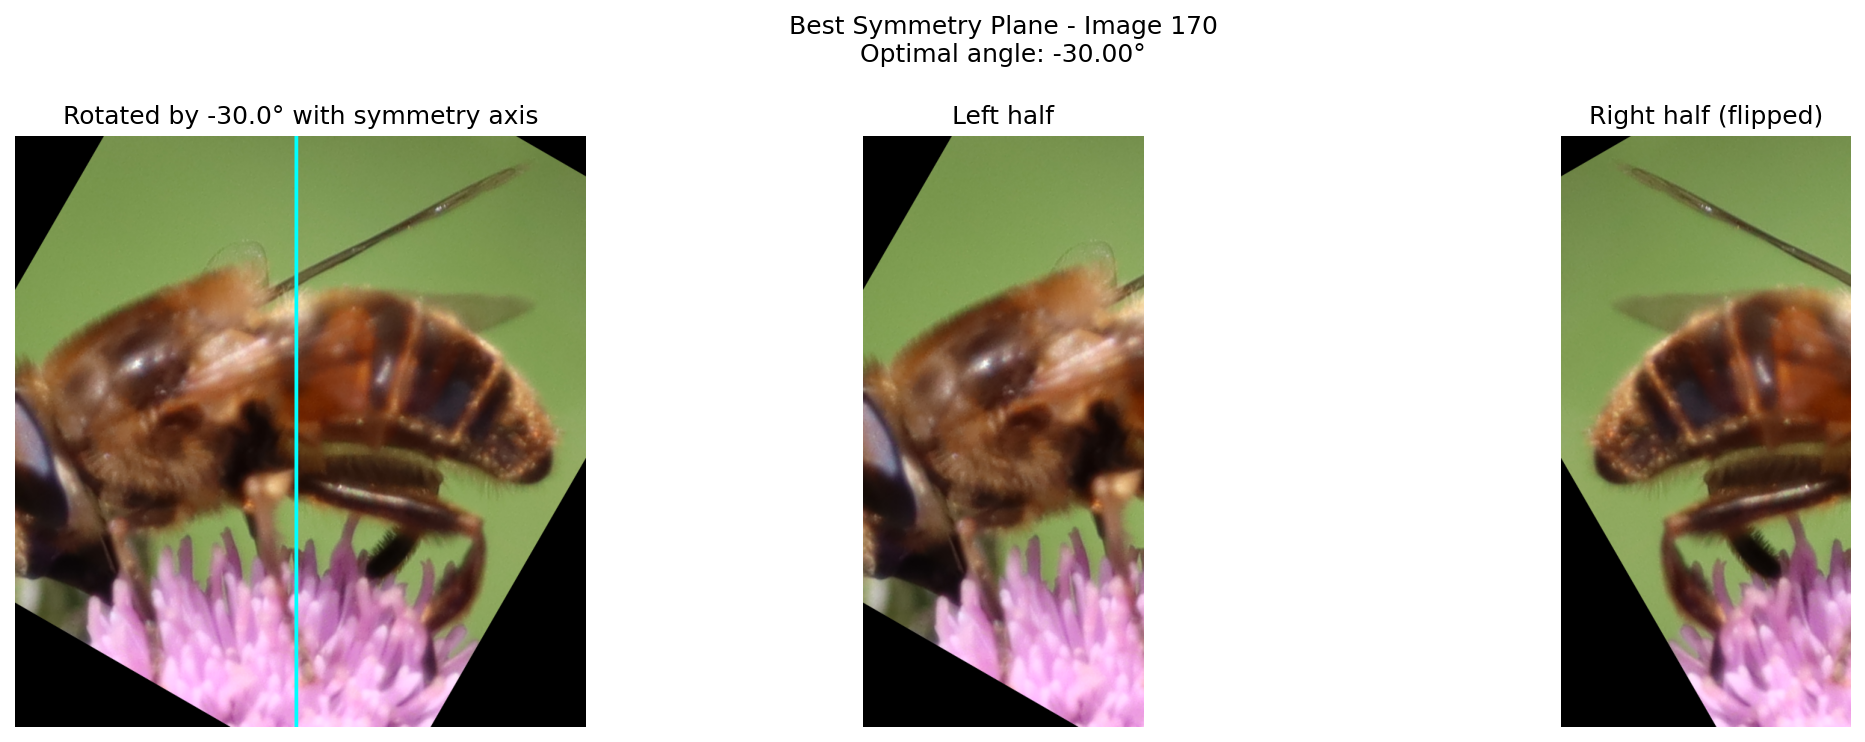 Best Symmetry Plane - Image 170
Optimal angle: -30.00°
Rotated by -30.0° with symmetry axis
Left half
Right half (flipped)